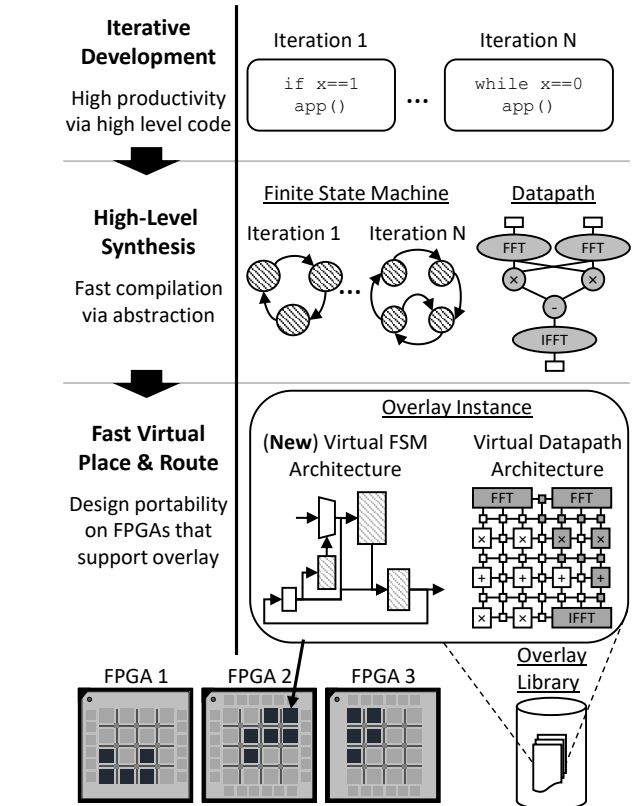 Iterative
Development
High productivity
via high level code
Iteration 1
Iteration N
if x==1
app()
...
while x==0
app()
High-Level
Synthesis
Fast compilation
via abstraction
Finite State Machine
Datapath
Iteration 1
Iteration N
...
FFT
FFT
×
×
-
IFFT
Fast Virtual
Place & Route
Design portability
on FPGAs that
support overlay
Overlay Instance
(New) Virtual FSM
Architecture
Virtual Datapath
Architecture
FFT
FFT
×
×
×
×
+
+
+
+
×
×
IFFT
FPGA 1
FPGA 2
FPGA 3
Overlay
Library